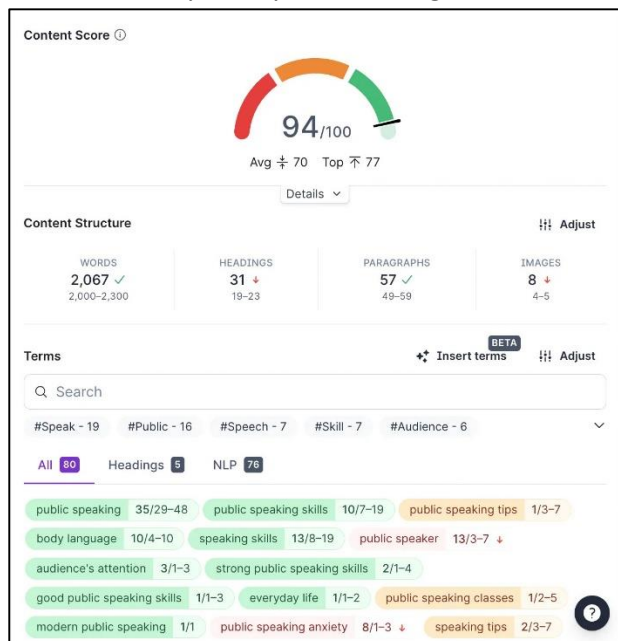 Content Score
94/100
Avg 70 Top 77
Details
Content Structure Adjust
WORDS HEADINGS PARAGRAPHS IMAGES
2,067 31 57 8
2,000–2,300 19–23 49–59 4–5
BETA
Terms Insert terms Adjust
Search
#Speak - 19 #Public - 16 #Speech - 7 #Skill - 7 #Audience - 6
All 80 Headings 5 NLP 76
public speaking 35/29–48 public speaking skills 10/7–19 public speaking tips 1/3–7
body language 10/4–10 speaking skills 13/8–19 public speaker 13/3–7
audience's attention 3/1–3 strong public speaking skills 2/1–4
good public speaking skills 1/1–3 everyday life 1/1–2 public speaking classes 1/2–5
modern public speaking 1/1 public speaking anxiety 8/1–3 speaking tips 2/3–7